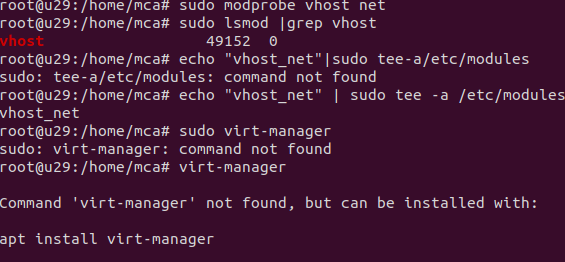 root@u29:/home/mca# sudo modprobe vhost net
root@u29:/home/mca# sudo lsmod |grep vhost
vhost                  49152  0
root@u29:/home/mca# echo "vhost_net"|sudo tee-a/etc/modules
sudo: tee-a/etc/modules: command not found
root@u29:/home/mca# echo "vhost_net" | sudo tee -a /etc/modules
vhost_net
root@u29:/home/mca# sudo virt-manager
sudo: virt-manager: command not found
root@u29:/home/mca# virt-manager
Command 'virt-manager' not found, but can be installed with:
apt install virt-manager